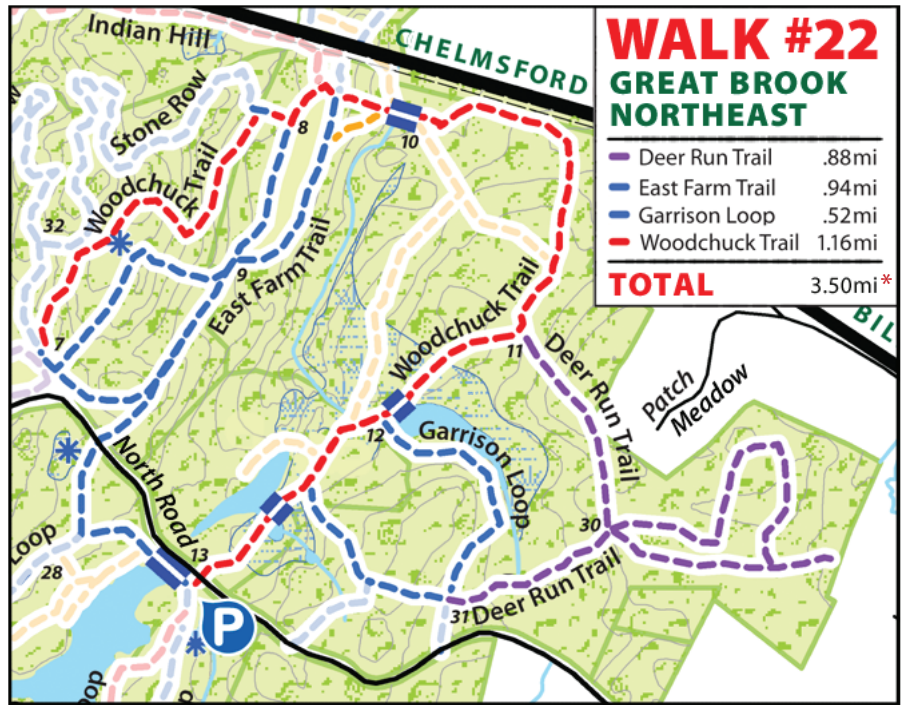 WALK #22
GREAT BROOK
NORTHEAST
Deer Run Trail .88mi
East Farm Trail .94mi
Garrison Loop .52mi
Woodchuck Trail 1.16mi
TOTAL 3.50mi*
Indian Hill
CHELMSFORD
Stone Row
w
8
10
Woodchuck Trail
32
9
East Farm Trail
7
Woodchuck Trail
11
Deer Run Trail
BIL
Patch
Meadow
12
Garrison Loop
North Road
30
Loop
13
28
Deer Run Trail
31
P
oop
p